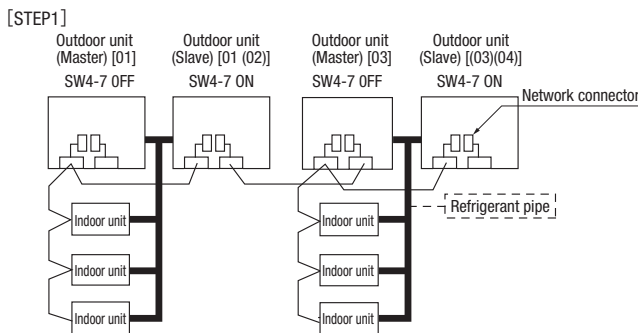 [STEP1]
Outdoor unit
(Master) [01]
SW4-7 OFF
Outdoor unit
(Slave) [01 (02)]
SW4-7 ON
Outdoor unit
(Master) [03]
SW4-7 OFF
Outdoor unit
(Slave) [(03)(04)]
SW4-7 ON
Network connector
Refrigerant pipe
Indoor unit
Indoor unit
Indoor unit
Indoor unit
Indoor unit
Indoor unit